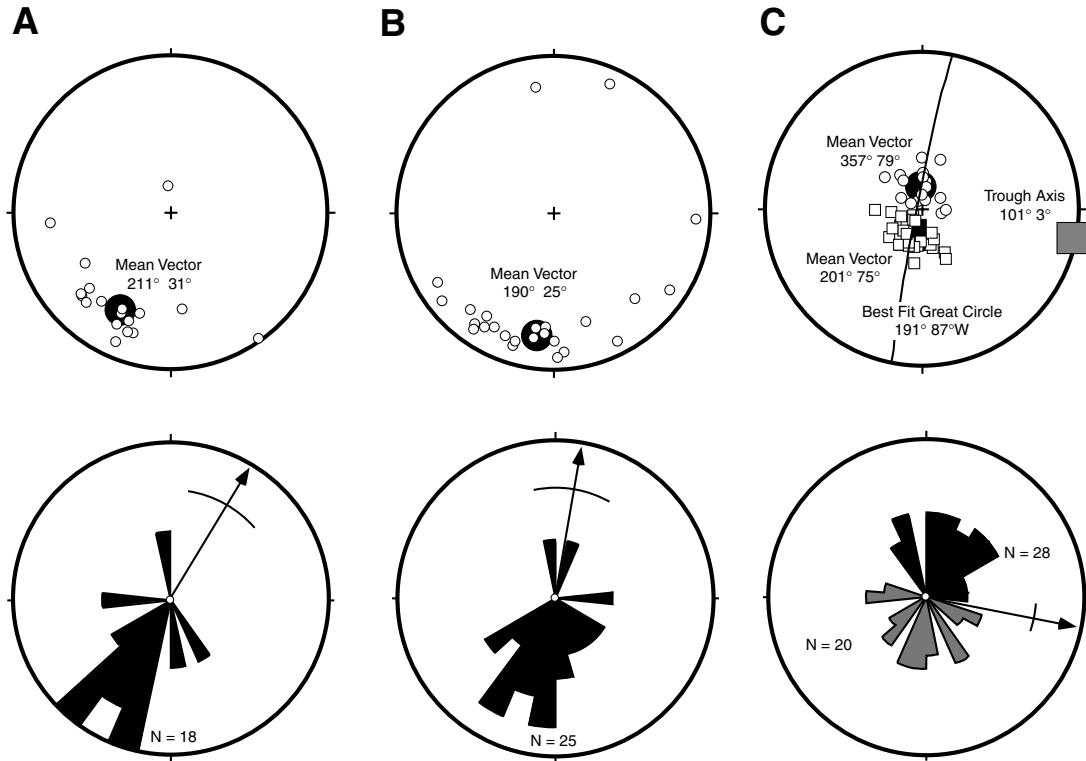 A
B
C
Mean Vector
211° 31°
Mean Vector
190° 25°
Mean Vector
357° 79°
Trough Axis
101° 3°
Mean Vector
201° 75°
Best Fit Great Circle
191° 87°W
N = 18
N = 25
N = 28
N = 20